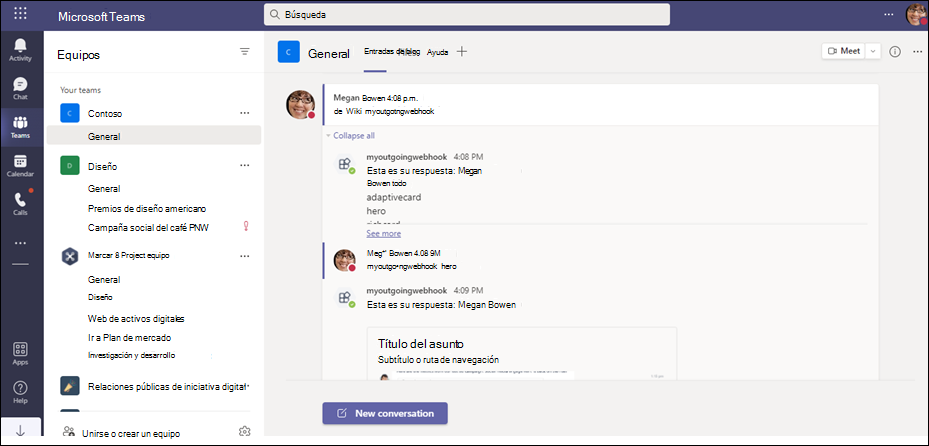 Microsoft Teams
Búsqueda
Activity
Chat
Teams
Calendar
Calls
Apps
Help
Equipos
Your teams
C Contoso
General
D Diseño
General
Premios de diseño americano
Campaña social del café PNW
Marcar 8 Project equipo
General
Diseño
Web de activos digitales
Ir a Plan de mercado
Investigación y desarrollo
Relaciones públicas de iniciativa digital
Unirse o crear un equipo
C General Entradas de blog Ayuda
Meet
Megan Bowen 4:08 p.m.
de Wiki myoutgotngwebhook
Collapse all
myoutgoingwebhook 4:08 PM
Esta es su respuesta: Megan
Bowen todo
adaptivecard
hero
See more
Meg** Bowen 4.08 9M
myoutgo•ngwebhook hero
myoutgoingwebhook 4:09 PM
Esta es su respuesta: Megan Bowen
Título del asunto
Subtítulo o ruta de navegación
New conversation